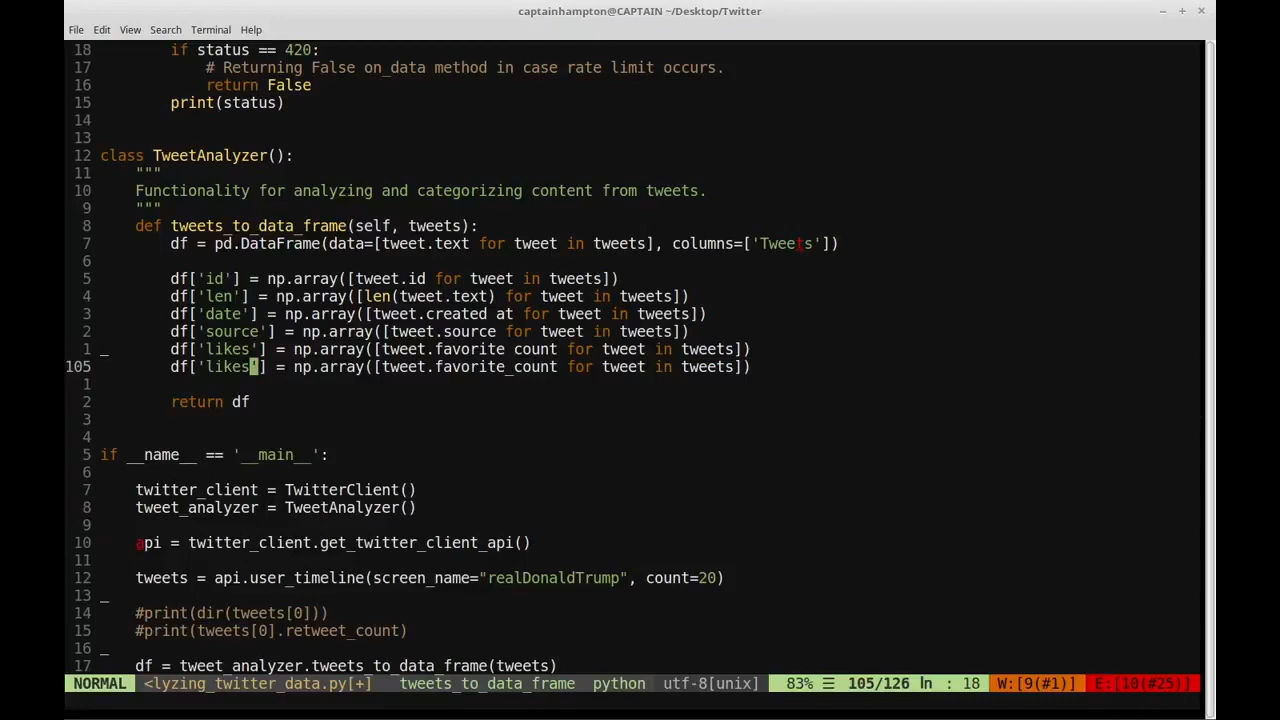 captainhampton@CAPTAIN ~/Desktop/Twitter
File Edit View Search Terminal Help
18 if status == 420:
17 # Returning False on_data method in case rate limit occurs.
16 return False
15 print(status)
14
13
12 class TweetAnalyzer():
11 """
10 Functionality for analyzing and categorizing content from tweets.
9 """
8 def tweets_to_data_frame(self, tweets):
7 df = pd.DataFrame(data=[tweet.text for tweet in tweets], columns=['Tweets'])
6
5 df['id'] = np.array([tweet.id for tweet in tweets])
4 df['len'] = np.array([len(tweet.text) for tweet in tweets])
3 df['date'] = np.array([tweet.created at for tweet in tweets])
2 df['source'] = np.array([tweet.source for tweet in tweets])
1 _ df['likes'] = np.array([tweet.favorite count for tweet in tweets])
105 df['likes'] = np.array([tweet.favorite_count for tweet in tweets])
1
2 return df
3
4
5 if __name__ == '__main__':
6
7 twitter_client = TwitterClient()
8 tweet_analyzer = TweetAnalyzer()
9
10 api = twitter_client.get_twitter_client_api()
11
12 tweets = api.user_timeline(screen_name="realDonaldTrump", count=20)
13 _
14 #print(dir(tweets[0]))
15 #print(tweets[0].retweet_count)
16 _
17 df = tweet_analyzer.tweets_to_data_frame(tweets)
NORMAL <lyzing_twitter_data.py[+] tweets_to_data_frame python utf-8[unix] 83% ☰ 105/126 ㏑ : 18 W:[9(#1)] E:[10(#25)]